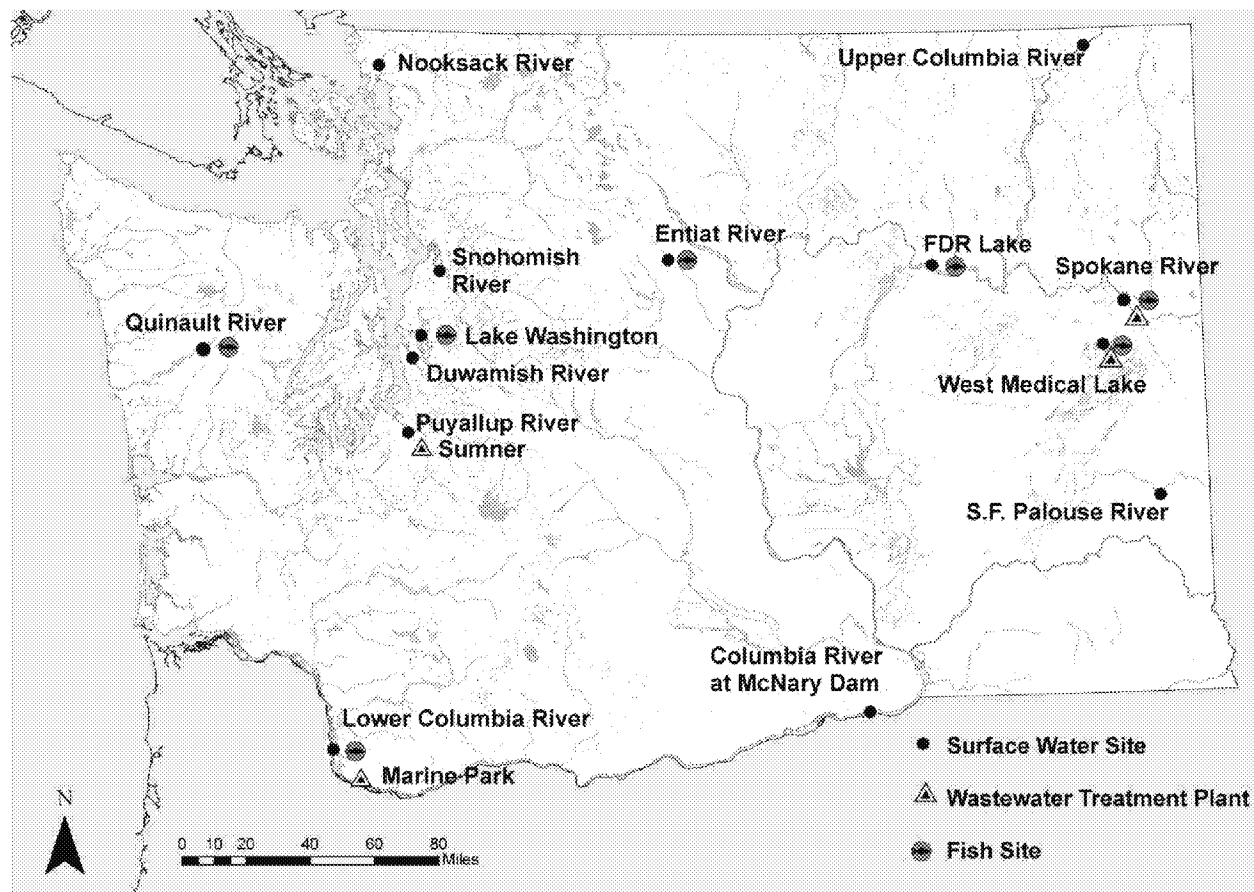 Nooksack River
Upper Columbia River
Entiat River
FDR Lake
Snohomish
River
Spokane River
Quinault River
Lake Washington
Duwamish River
West Medical Lake
Puyallup River
Sumner
S.F. Palouse River
Columbia River
at McNary Dam
Lower Columbia River
Marine Park
Surface Water Site
Wastewater Treatment Plant
Fish Site
N
0 10 20 40 60 80
Miles